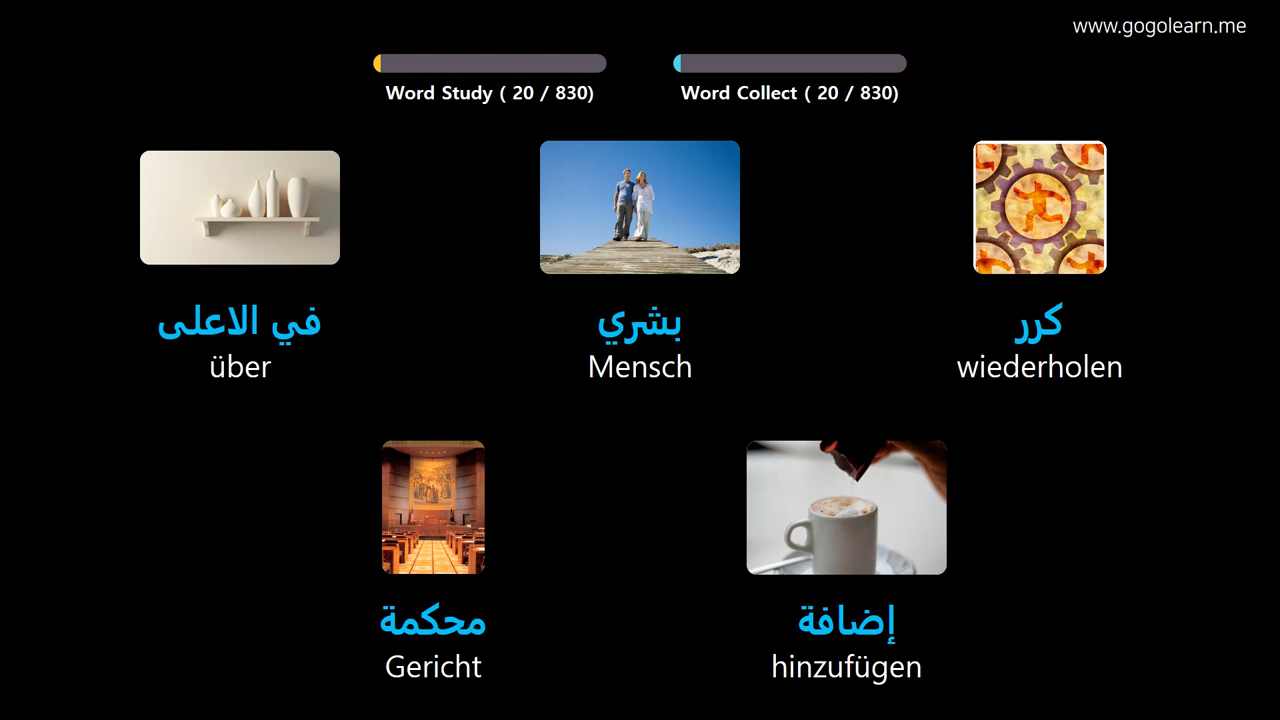 www.gogolearn.me
Word Study ( 20 / 830)
Word Collect ( 20 / 830)
في الاعلى
über
بشري
Mensch
كرر
wiederholen
محكمة
Gericht
إضافة
hinzufügen